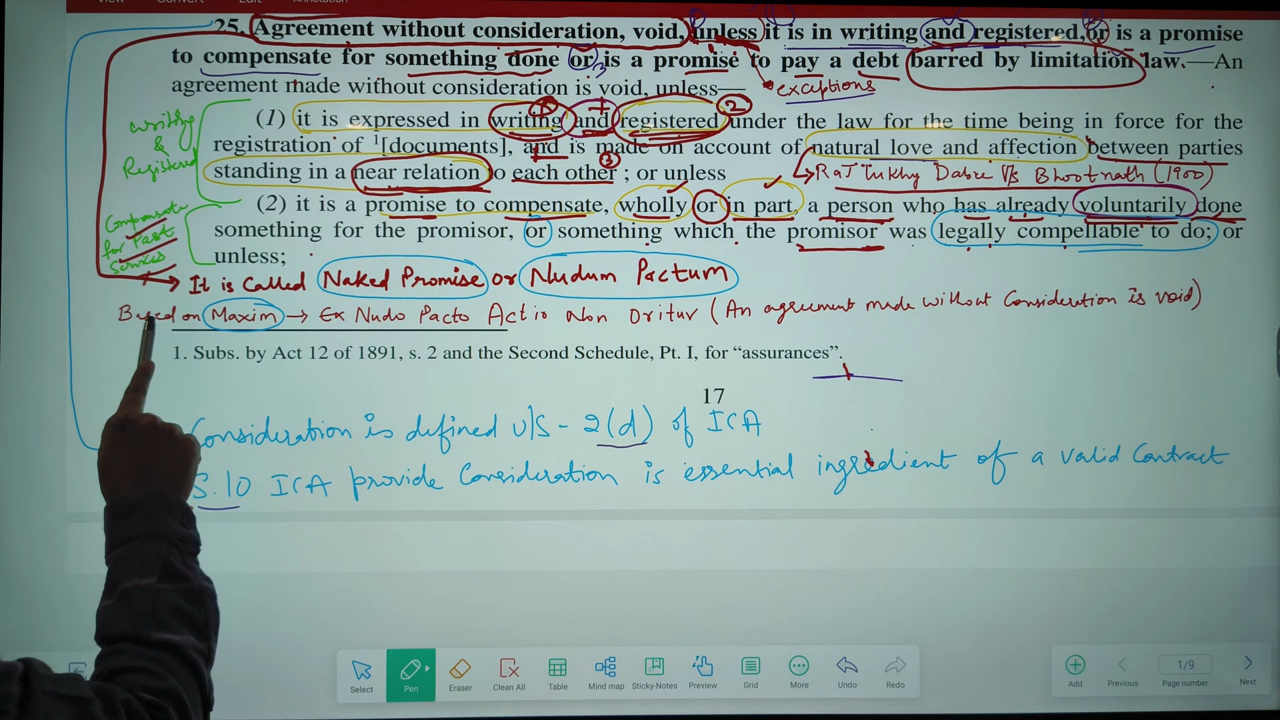 View Convert Edit Annotation
25. Agreement without consideration, void, unless it is in writing and registered, or is a promise
to compensate for something done or is a promise to pay a debt barred by limitation law.—An
exceptions
agreement made without consideration is void, unless—
writing
&
Registered
(1) it is expressed in writing and registered under the law for the time being in force for the
registration of 1[documents], and is made on account of natural love and affection between parties
standing in a near relation to each other ; or unless
Vs Bhootnath (1900)
Compensate
for Past
Services
(2) it is a promise to compensate, wholly or in part, a person who has already voluntarily done
something for the promisor, or something which the promisor was legally compellable to do; or
unless;
It is Called Naked Promise or Nudum Pactum
Based on Maxim → Ex Nudo Pacto Actio Non Oritur (An agreement made without Consideration is void)
1. Subs. by Act 12 of 1891, s. 2 and the Second Schedule, Pt. I, for “assurances”.
17
Consideration is defined u/s - 2(d) of ICA
S.10 ICA provide Consideration is essential ingredient of a valid Contract
Select Pen Eraser Clean All Table Mind map Sticky-Notes Preview Grid More Undo Redo Add Previous 1/9 Page number Next